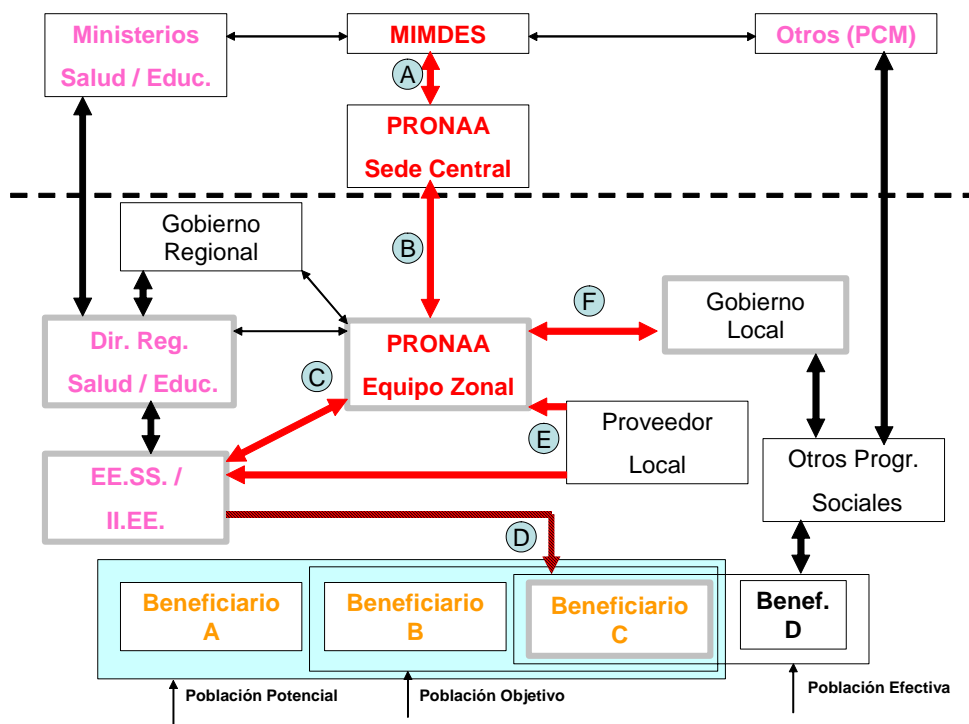 Ministerios
Salud / Educ.
MIMDES
Otros (PCM)
A
PRONAA
Sede Central
Gobierno
Regional
B
F
Gobierno
Local
Dir. Reg.
Salud / Educ.
PRONAA
Equipo Zonal
C
E
Proveedor
Local
Otros Progr.
Sociales
EE.SS. /
II.EE.
D
Beneficiario
A
Beneficiario
B
Beneficiario
C
Benef.
D
Población Potencial
Población Objetivo
Población Efectiva